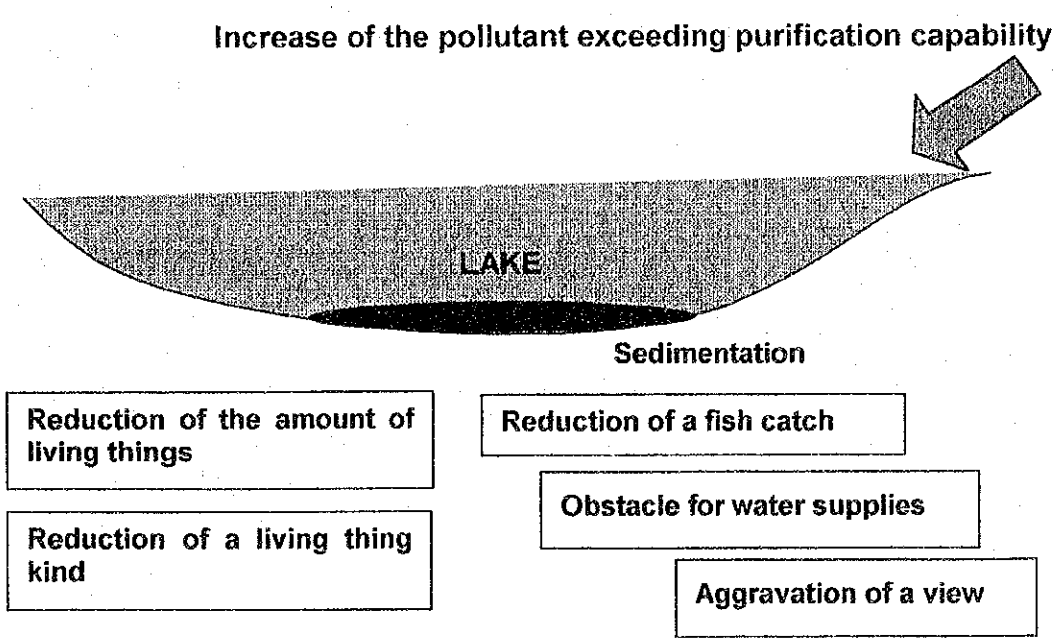 Increase of the pollutant exceeding purification capability
LAKE
Sedimentation
Reduction of the amount of
living things
Reduction of a living thing
kind
Reduction of a fish catch
Obstacle for water supplies
Aggravation of a view